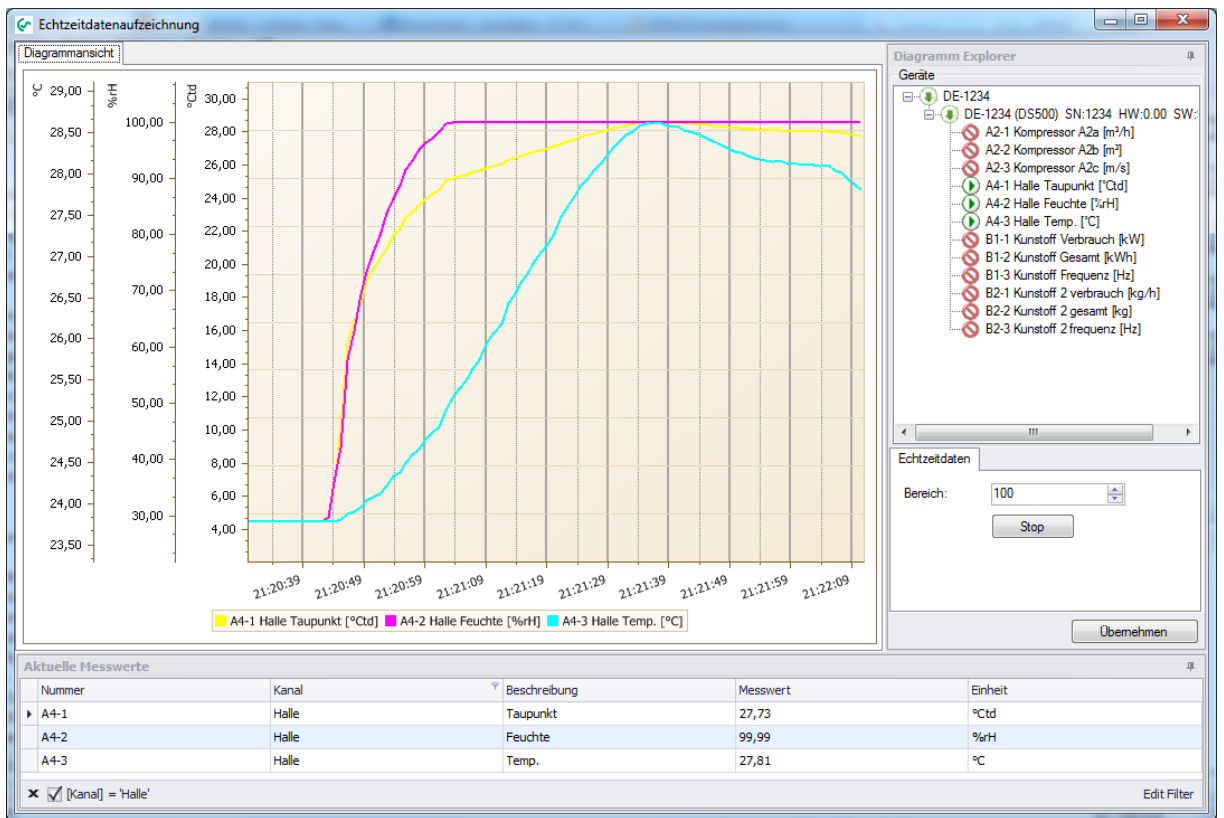 Echtzeitdatenaufzeichnung
Diagrammansicht
°C
29,00
28,50
28,00
27,50
27,00
26,50
26,00
25,50
25,00
24,50
24,00
23,50
%rH
100,00
90,00
80,00
70,00
60,00
50,00
40,00
30,00
°Ctd
30,00
28,00
26,00
24,00
22,00
20,00
18,00
16,00
14,00
12,00
10,00
8,00
6,00
4,00
21:20:39 21:20:49 21:20:59 21:21:09 21:21:19 21:21:29 21:21:39 21:21:49 21:21:59 21:22:09
A4-1 Halle Taupunkt [°Ctd] A4-2 Halle Feuchte [%rH] A4-3 Halle Temp. [°C]
Diagramm Explorer
Geräte
DE-1234
DE-1234 (DS500) SN:1234 HW:0.00 SW:
A2-1 Kompressor A2a [m³/h]
A2-2 Kompressor A2b [m³]
A2-3 Kompressor A2c [m/s]
A4-1 Halle Taupunkt [°Ctd]
A4-2 Halle Feuchte [%rH]
A4-3 Halle Temp. [°C]
B1-1 Kunstoff Verbrauch [kW]
B1-2 Kunstoff Gesamt [kWh]
B1-3 Kunstoff Frequenz [Hz]
B2-1 Kunstoff 2 verbrauch [kg/h]
B2-2 Kunstoff 2 gesamt [kg]
B2-3 Kunstoff 2 frequenz [Hz]
Echtzeitdaten
Bereich: 100
Stop
Übernehmen
Aktuelle Messwerte
Nummer Kanal Beschreibung Messwert Einheit
A4-1 Halle Taupunkt 27,73 °Ctd
A4-2 Halle Feuchte 99,99 %rH
A4-3 Halle Temp. 27,81 °C
[Kanal] = 'Halle' Edit Filter